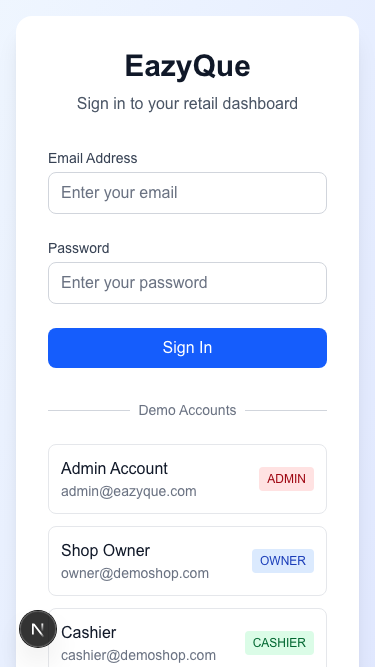 EazyQue
Sign in to your retail dashboard
Email Address
Enter your email
Password
Enter your password
Sign In
Demo Accounts
Admin Account
admin@eazyque.com
ADMIN
Shop Owner
owner@demoshop.com
OWNER
Cashier
cashier@demoshop.com
CASHIER
N